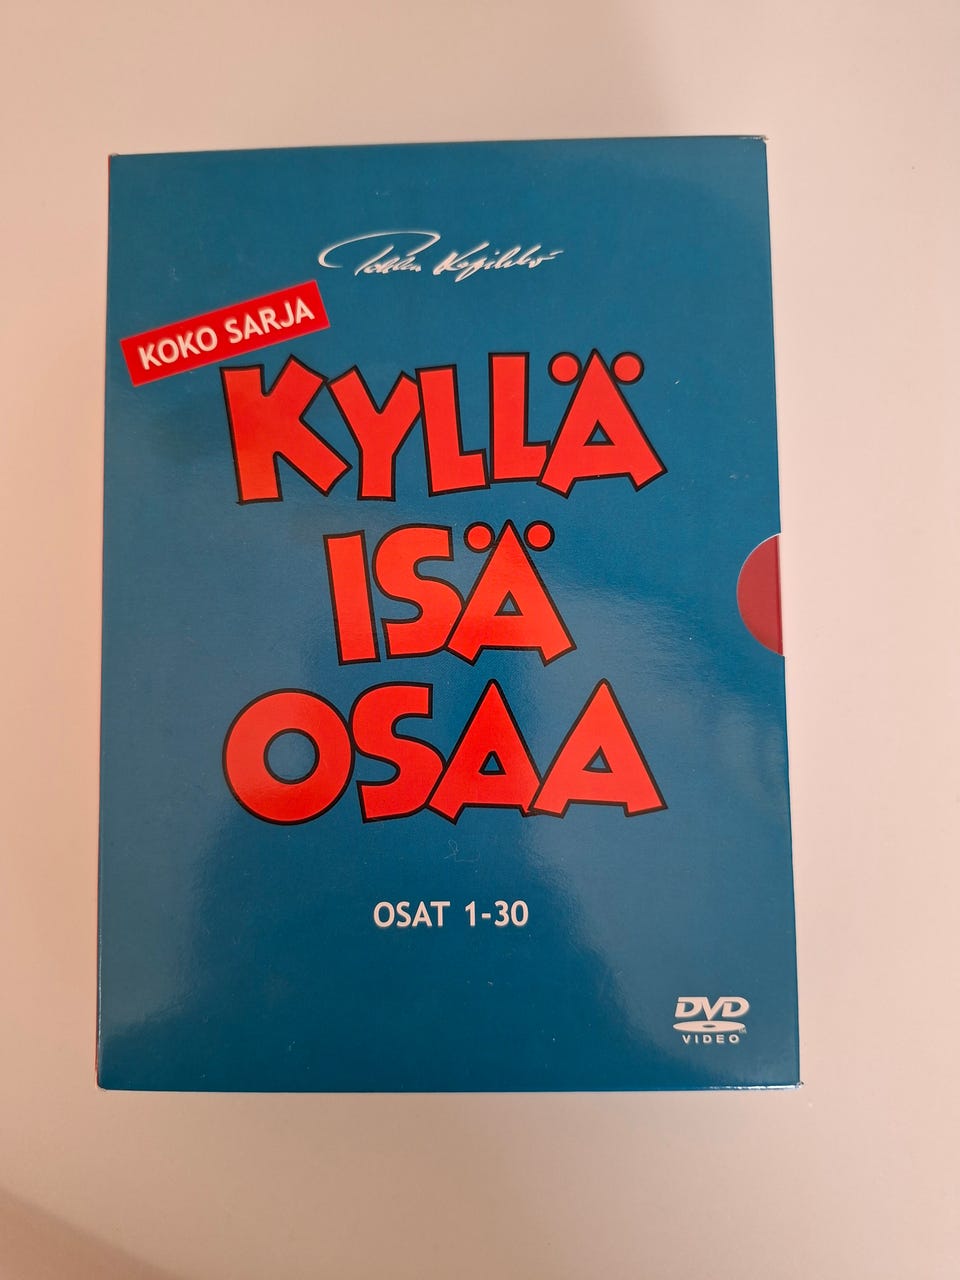 KOKO SARJA
KYLLÄ
ISÄ
OSAA
OSAT 1-30
DVD
VIDEO